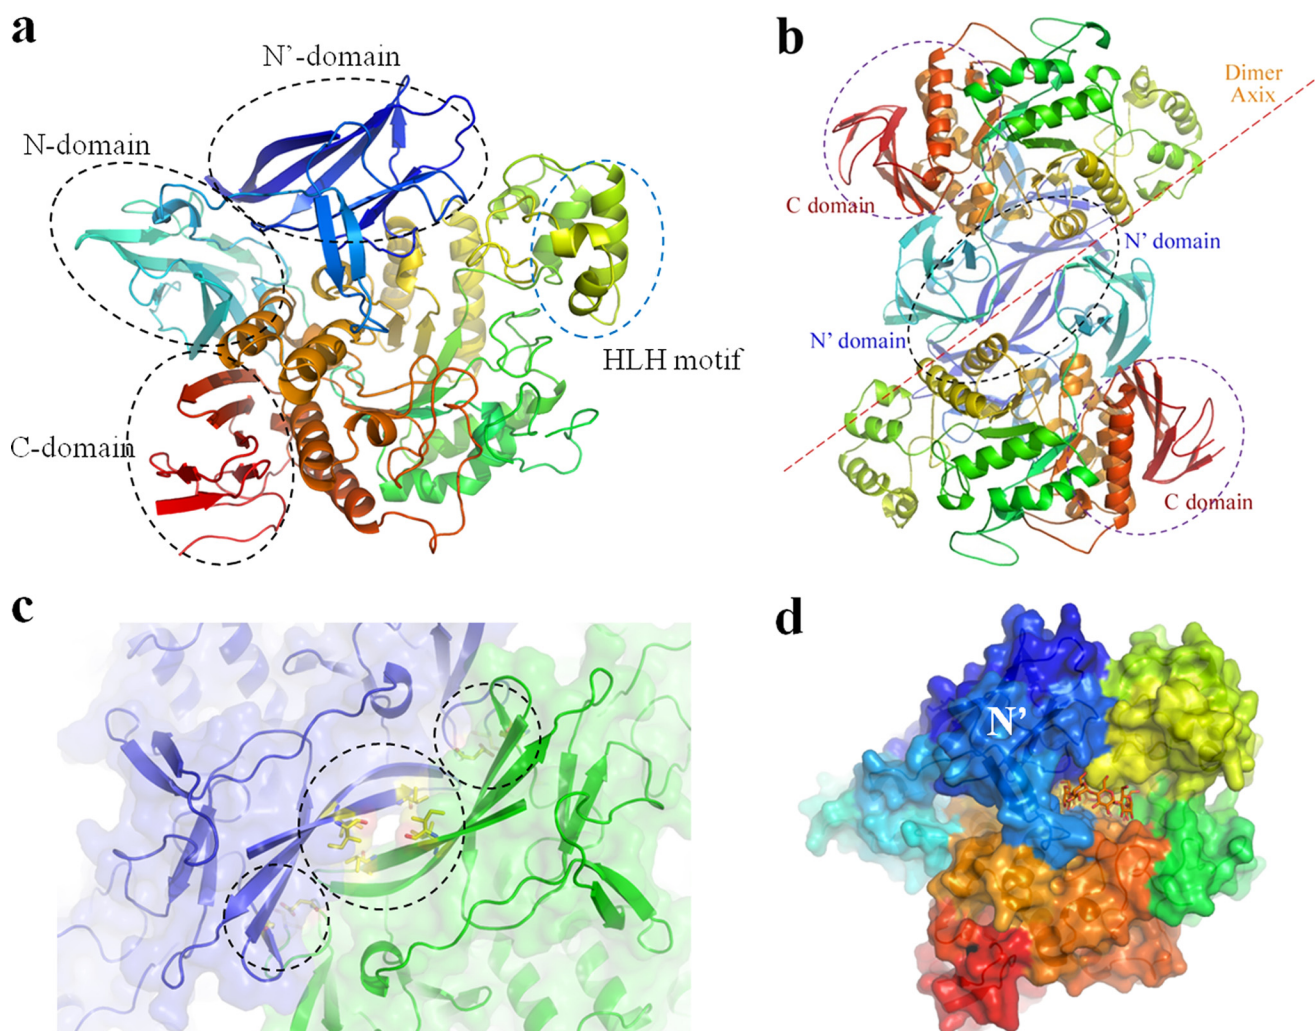 a
N'-domain
N-domain
HLH motif
C-domain
b
Dimer
Axix
C domain
N' domain
N' domain
C domain
c
d
N'